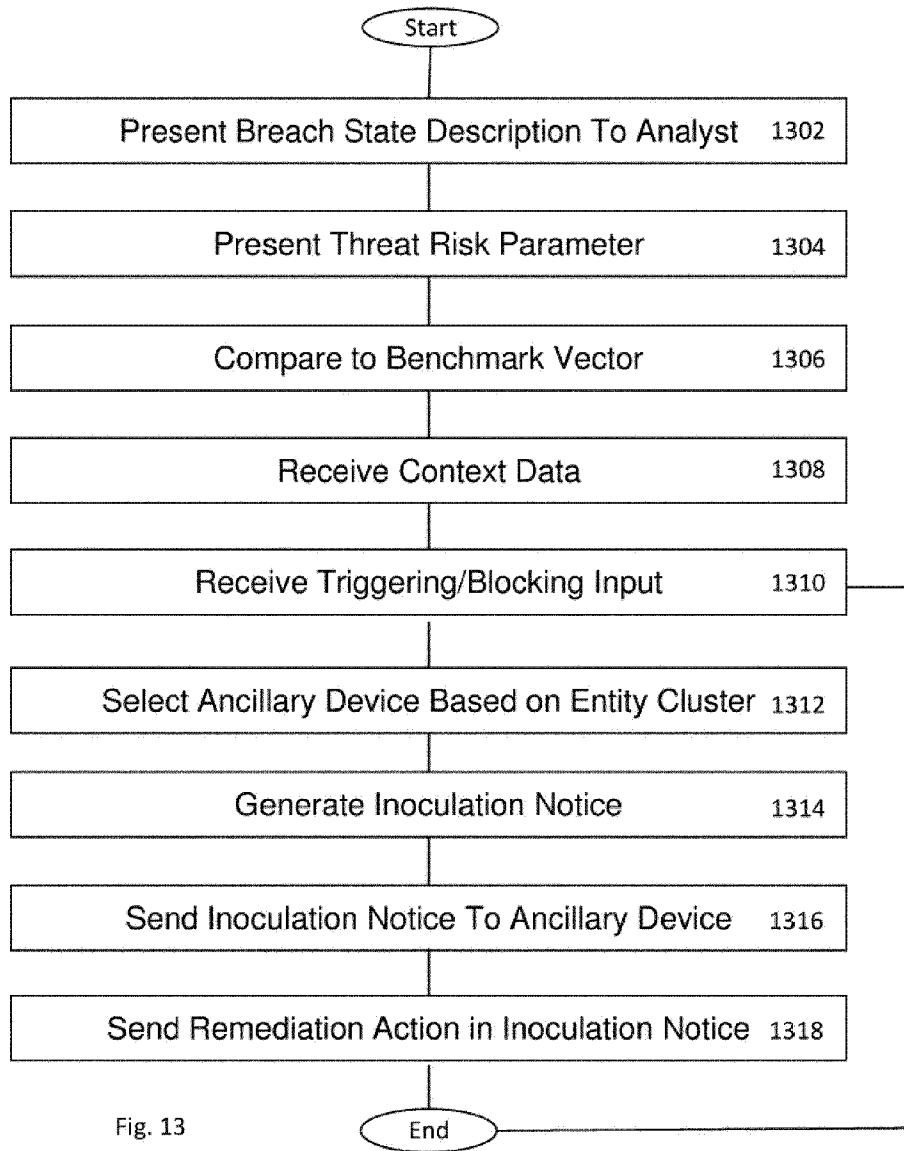 Start
Present Breach State Description To Analyst 1302
Present Threat Risk Parameter 1304
Compare to Benchmark Vector 1306
Receive Context Data 1308
Receive Triggering/Blocking Input 1310
Select Ancillary Device Based on Entity Cluster 1312
Generate Inoculation Notice 1314
Send Inoculation Notice To Ancillary Device 1316
Send Remediation Action in Inoculation Notice 1318
Fig. 13
End